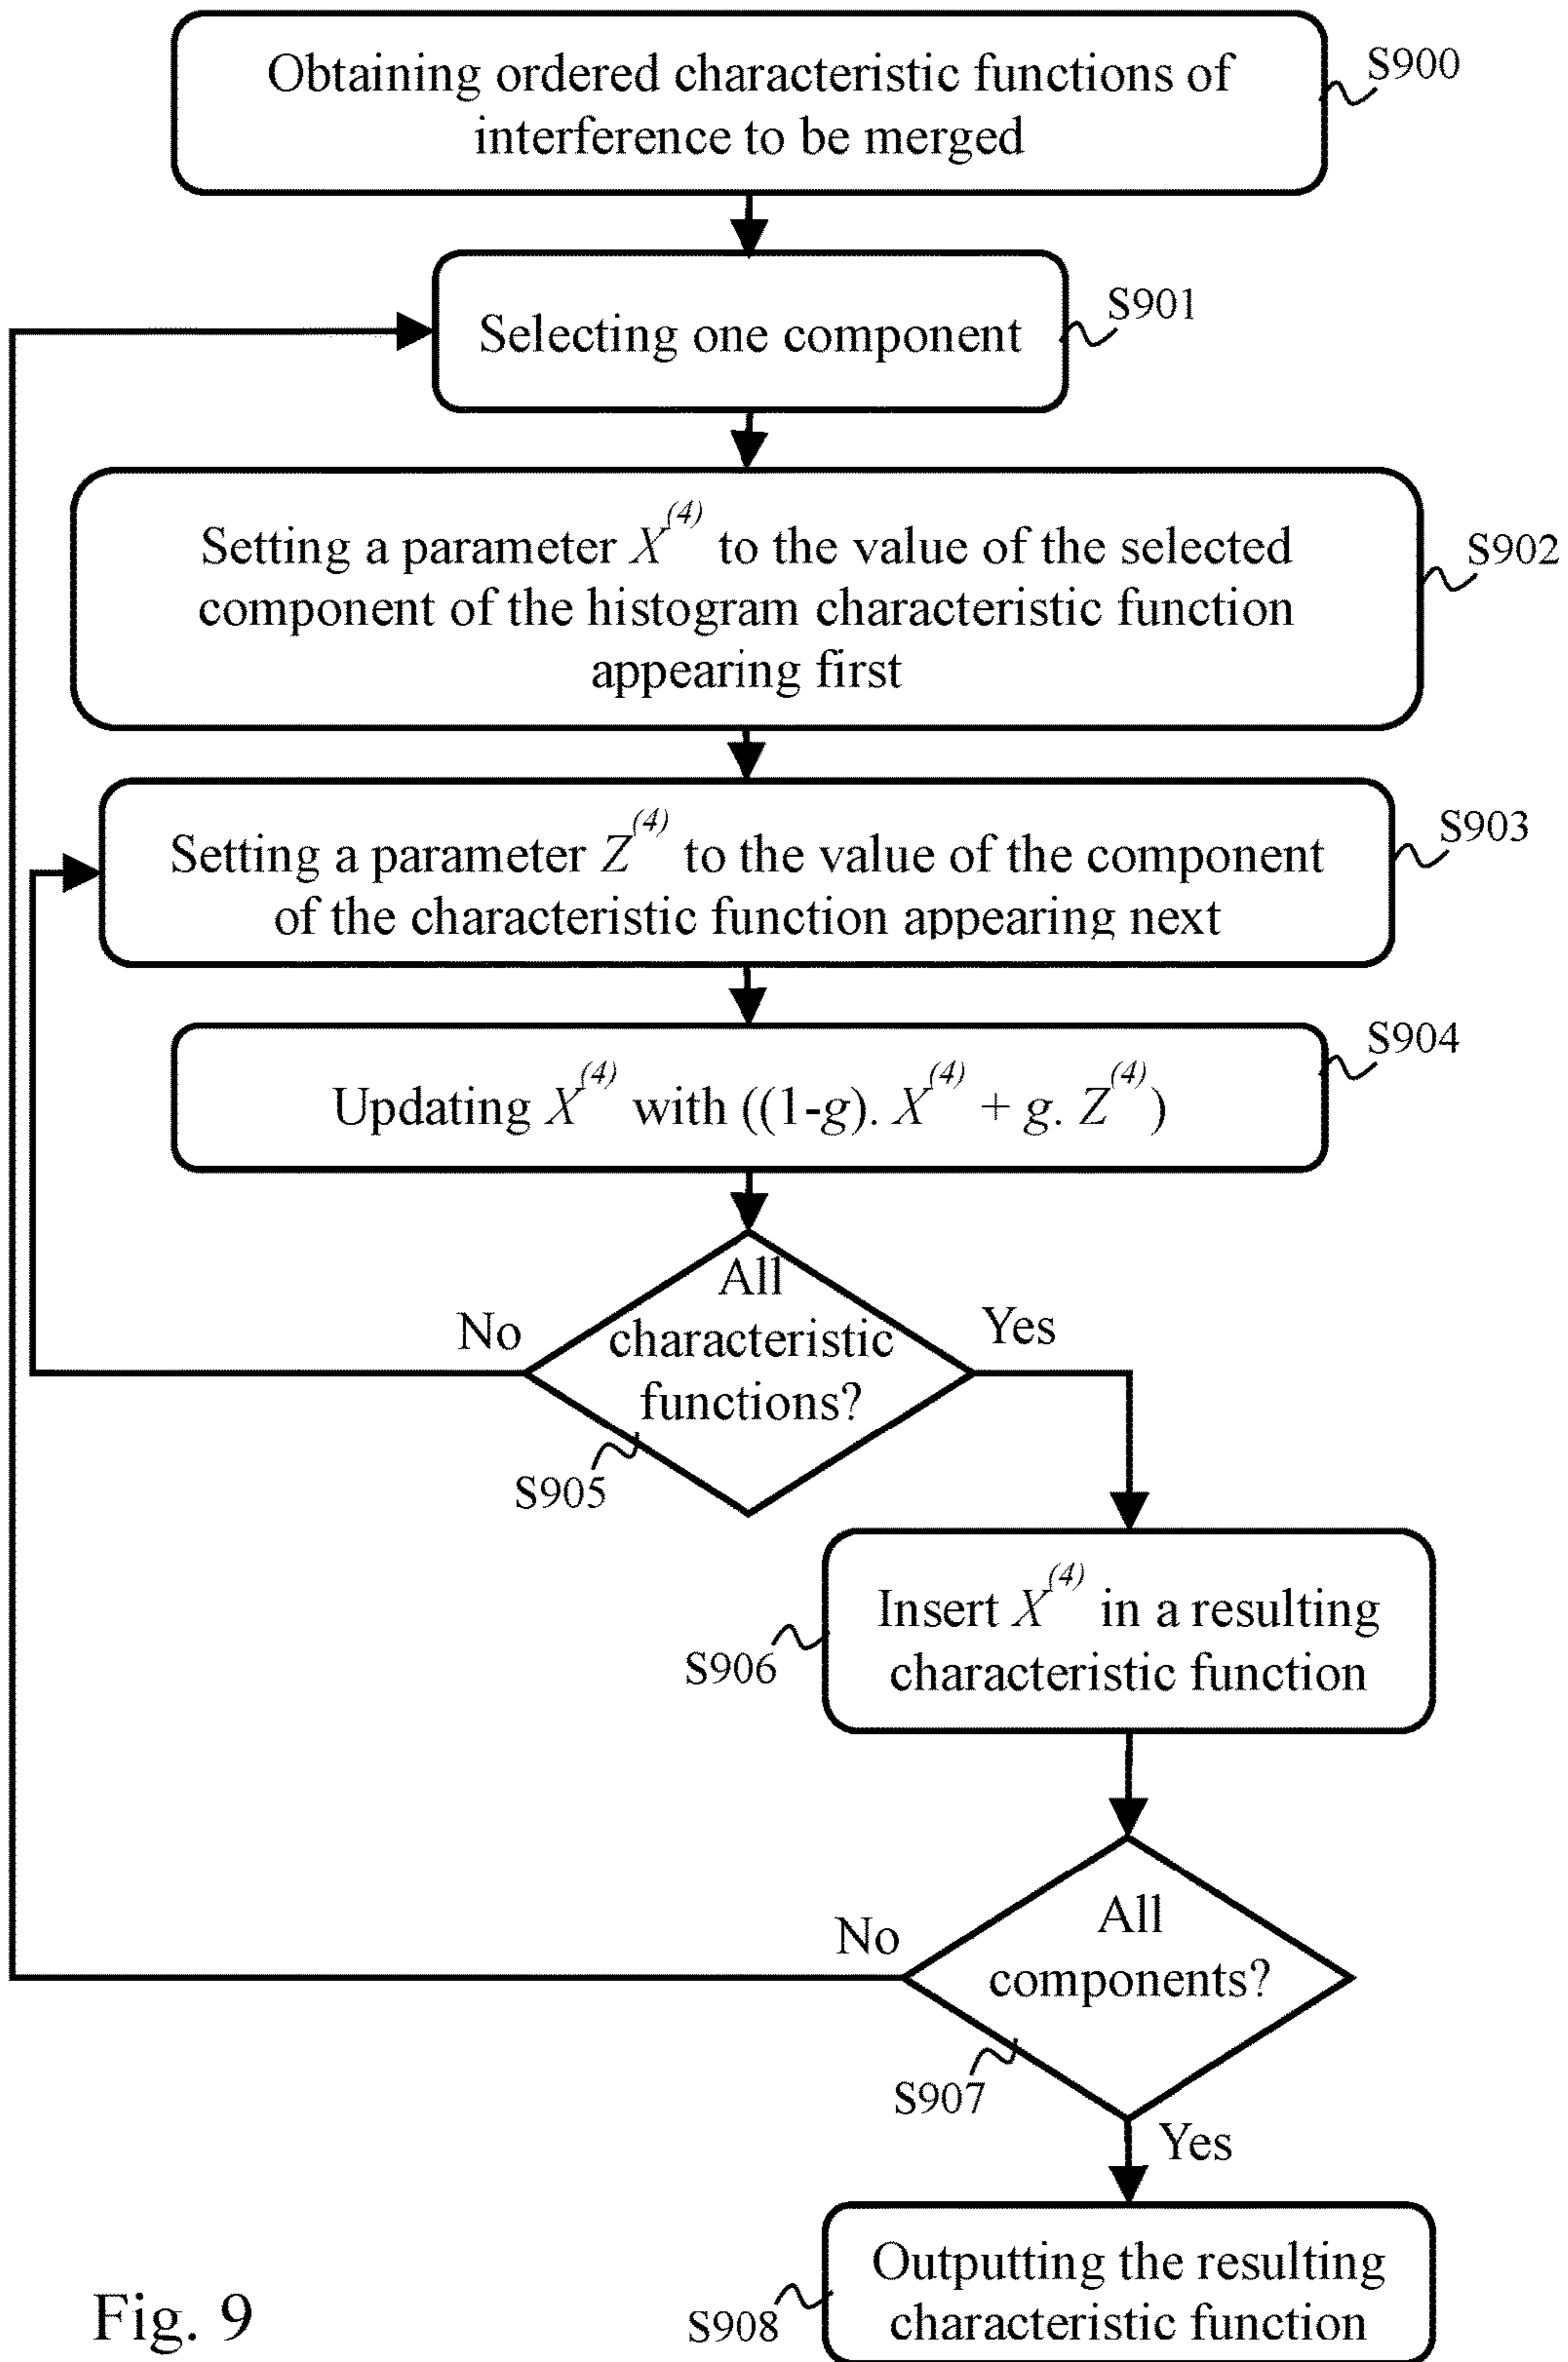 Obtaining ordered characteristic functions of
interference to be merged
S900
Selecting one component
S901
Setting a parameter X^(4) to the value of the selected
component of the histogram characteristic function
appearing first
S902
Setting a parameter Z^(4) to the value of the component
of the characteristic function appearing next
S903
Updating X^(4) with ((1-g). X^(4) + g. Z^(4))
S904
All
characteristic
functions?
No
Yes
S905
Insert X^(4) in a resulting
characteristic function
S906
All
components?
No
S907
Yes
Outputting the resulting
characteristic function
S908
Fig. 9